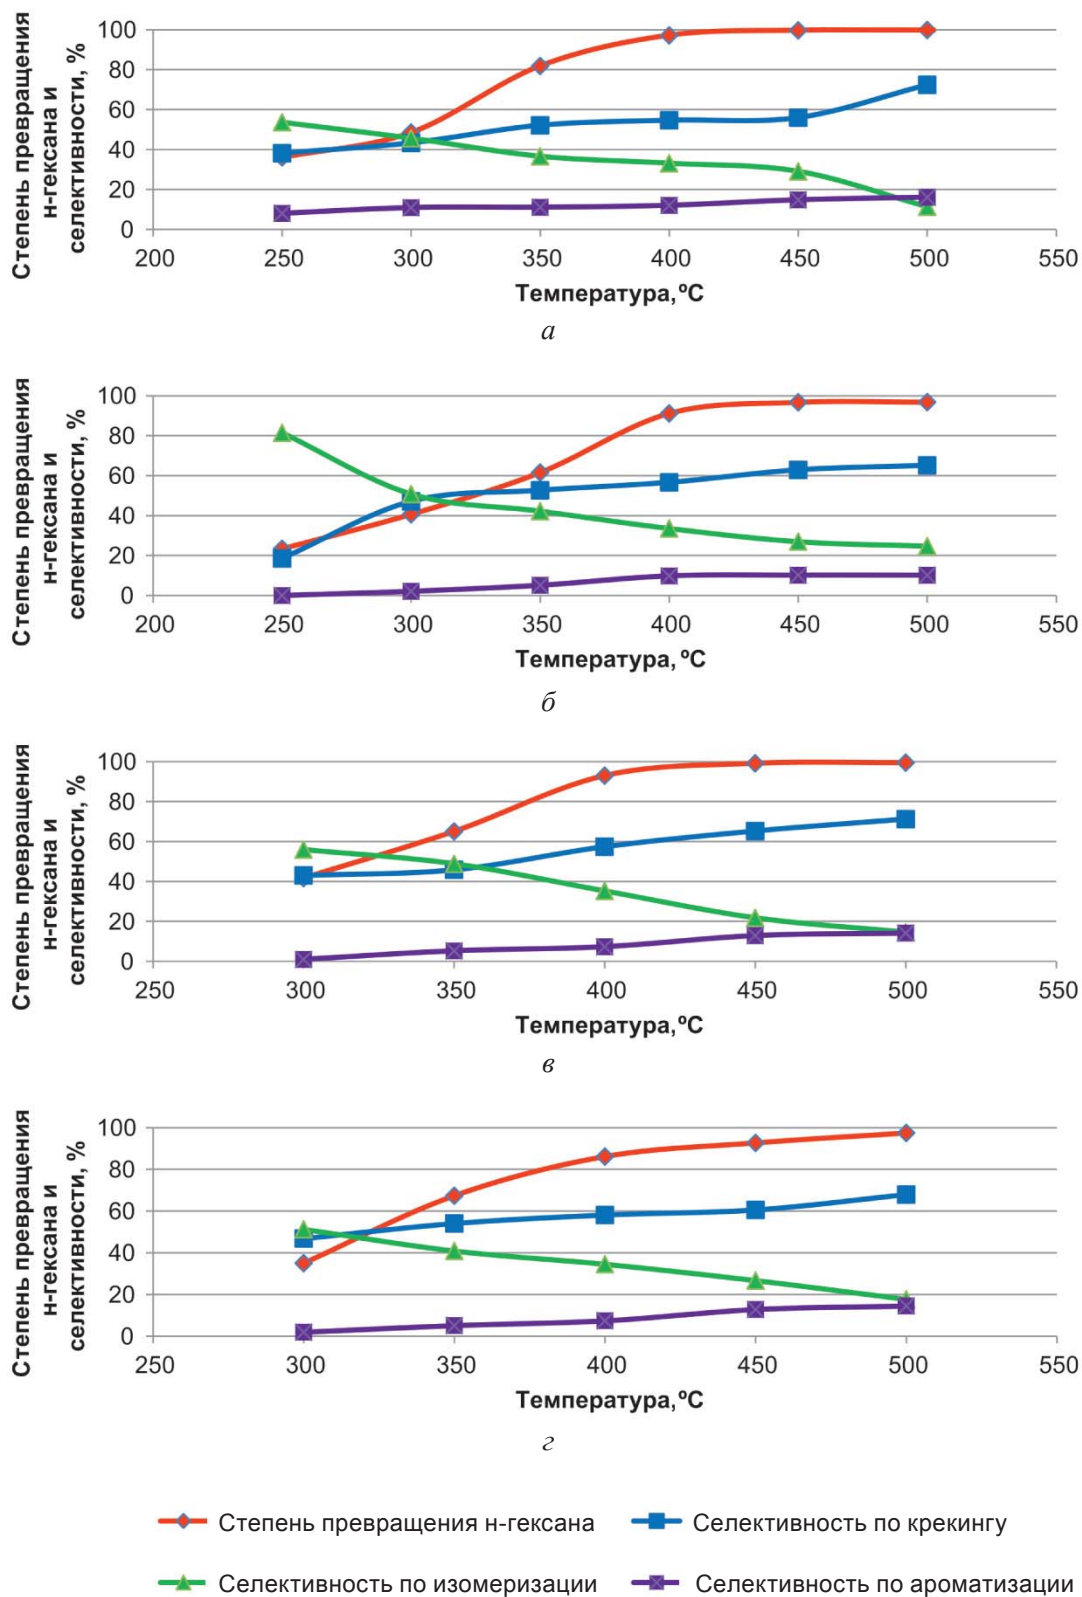 Степень превращения
н-гексана и
селективности, %
100
80
60
40
20
0
200 250 300 350 400 450 500 550
Температура,ºС
а
Степень превращения
н-гексана и
селективности, %
100
80
60
40
20
0
200 250 300 350 400 450 500 550
Температура,ºС
б
Степень превращения
н-гексана и
селективности, %
100
80
60
40
20
0
250 300 350 400 450 500 550
Температура,ºС
в
Степень превращения
н-гексана и
селективности, %
100
80
60
40
20
0
250 300 350 400 450 500 550
Температура,ºС
г
Степень превращения н-гексана Селективность по крекингу
Селективность по изомеризации Селективность по ароматизации